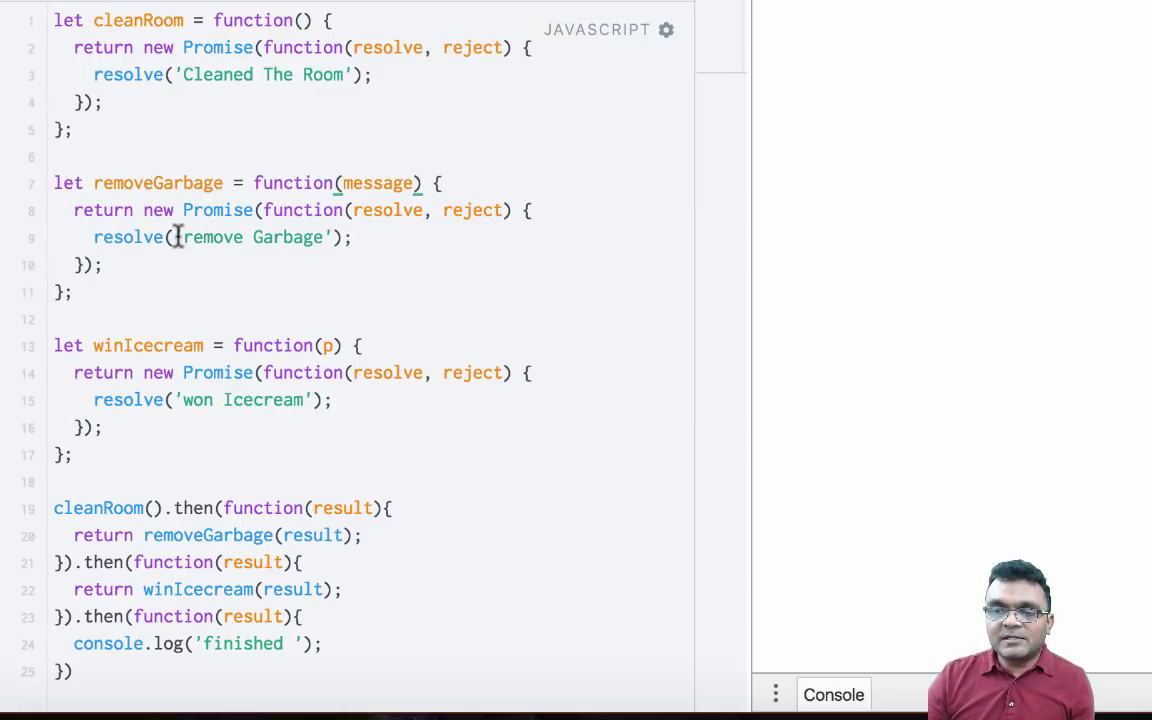 1 let cleanRoom = function() {
JAVASCRIPT
2 return new Promise(function(resolve, reject) {
3 resolve('Cleaned The Room');
4 });
5 };
6
7 let removeGarbage = function(message) {
8 return new Promise(function(resolve, reject) {
9 resolve('remove Garbage');
10 });
11 };
12
13 let winIcecream = function(p) {
14 return new Promise(function(resolve, reject) {
15 resolve('won Icecream');
16 });
17 };
18
19 cleanRoom().then(function(result){
20 return removeGarbage(result);
21 }).then(function(result){
22 return winIcecream(result);
23 }).then(function(result){
24 console.log('finished ');
25 })
Console